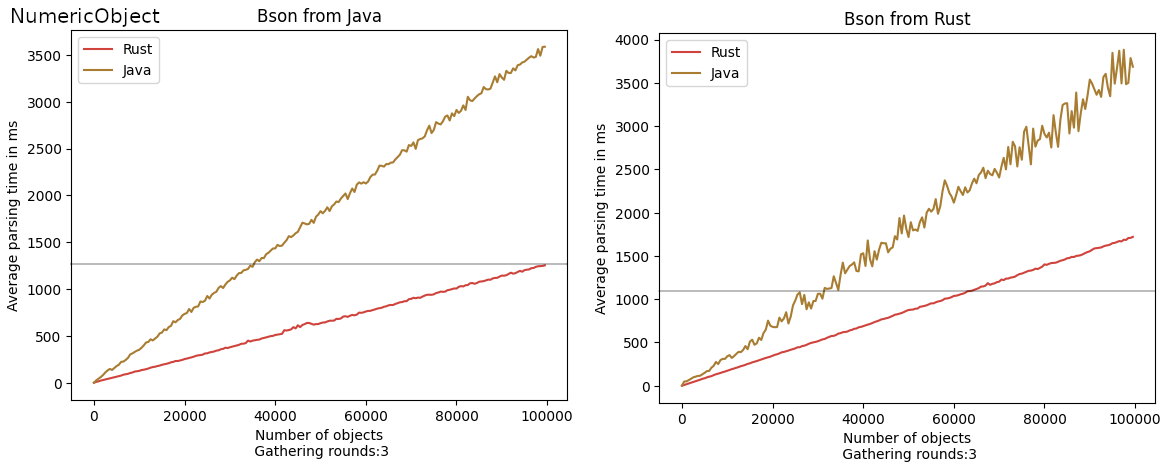 NumericObject
Bson from Java
Rust
Java
3500
3000
2500
2000
1500
1000
500
0
Average parsing time in ms
0 20000 40000 60000 80000 100000
Number of objects
Gathering rounds:3
Bson from Rust
Rust
Java
4000
3500
3000
2500
2000
1500
1000
500
0
Average parsing time in ms
0 20000 40000 60000 80000 100000
Number of objects
Gathering rounds:3